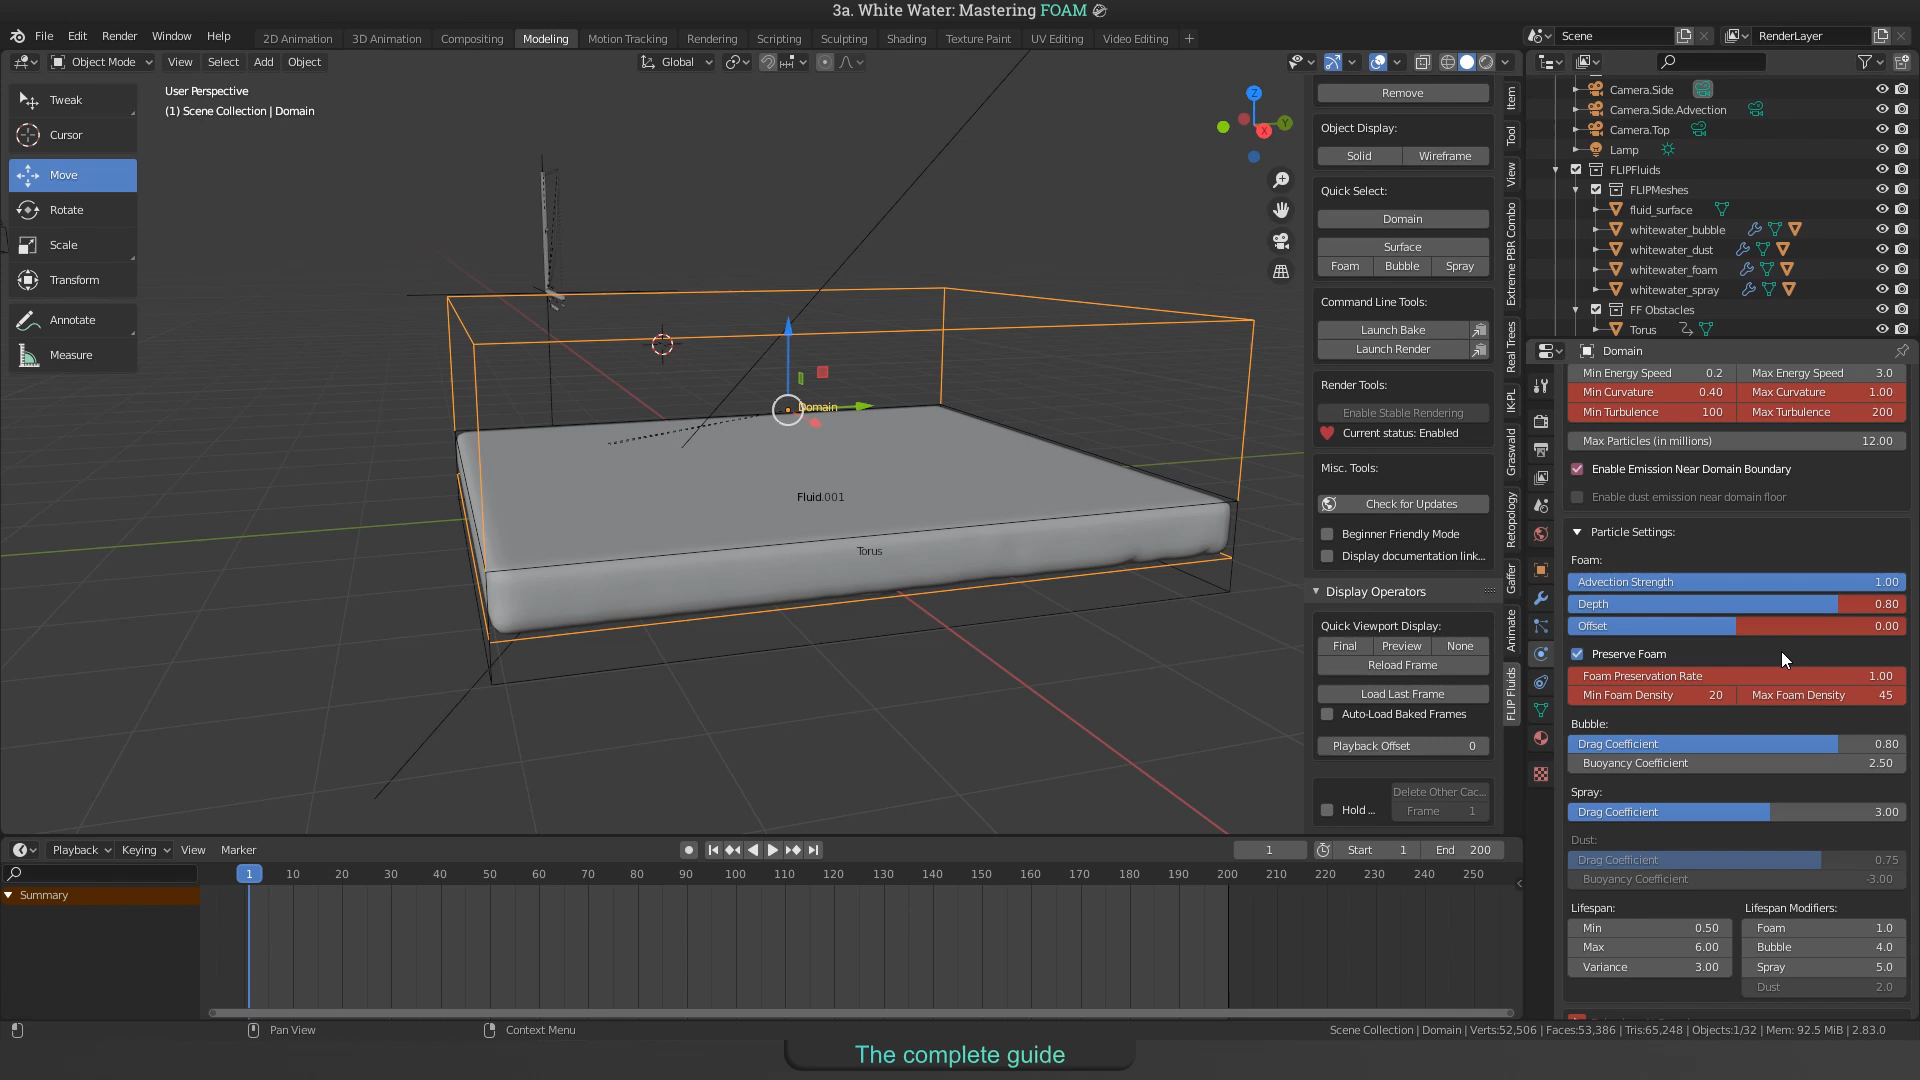 3a. White Water: Mastering FOAM
File Edit Render Window Help
2D Animation 3D Animation Compositing Modeling Motion Tracking Rendering Scripting Sculpting Shading Texture Paint UV Editing Video Editing +
Scene RenderLayer
Object Mode View Select Add Object
Global
Tweak
Cursor
Move
Rotate
Scale
Transform
Annotate
Measure
User Perspective
(1) Scene Collection | Domain
Z
Y
X
Domain
Fluid.001
Torus
Remove
Object Display:
Solid Wireframe
Quick Select:
Domain
Surface
Foam Bubble Spray
Command Line Tools:
Launch Bake
Launch Render
Render Tools:
Enable Stable Rendering
Current status: Enabled
Misc. Tools:
Check for Updates
Beginner Friendly Mode
Display documentation link...
Display Operators
Quick Viewport Display:
Final Preview None
Reload Frame
Load Last Frame
Auto-Load Baked Frames
Playback Offset 0
Hold ... Delete Other Cac...
Frame 1
Item
Tool
View
Extreme PBR Combo
Real Trees
IK-PL
Graswald
Retopology
Gaffer
Animate
FLIP Fluids
Camera.Side
Camera.Side.Advection
Camera.Top
Lamp
FLIPFluids
FLIPMeshes
fluid_surface
whitewater_bubble
whitewater_dust
whitewater_foam
whitewater_spray
FF Obstacles
Torus
Domain
Min Energy Speed 0.2 Max Energy Speed 3.0
Min Curvature 0.40 Max Curvature 1.00
Min Turbulence 100 Max Turbulence 200
Max Particles (in millions) 12.00
Enable Emission Near Domain Boundary
Enable dust emission near domain floor
Particle Settings:
Foam:
Advection Strength 1.00
Depth 0.80
Offset 0.00
Preserve Foam
Foam Preservation Rate 1.00
Min Foam Density 20 Max Foam Density 45
Bubble:
Drag Coefficient 0.80
Buoyancy Coefficient 2.50
Spray:
Drag Coefficient 3.00
Dust:
Drag Coefficient 0.75
Buoyancy Coefficient -3.00
Lifespan: Lifespan Modifiers:
Min 0.50 Foam 1.0
Max 6.00 Bubble 4.0
Variance 3.00 Spray 5.0
Dust 2.0
Playback Keying View Marker
1 Start 1 End 200
1 10 20 30 40 50 60 70 80 90 100 110 120 130 140 150 160 170 180 190 200 210 220 230 240 250
Summary
Pan View Context Menu
Scene Collection | Domain | Verts:52,506 | Faces:53,386 | Tris:65,248 | Objects:1/32 | Mem: 92.5 MiB | 2.83.0
The complete guide